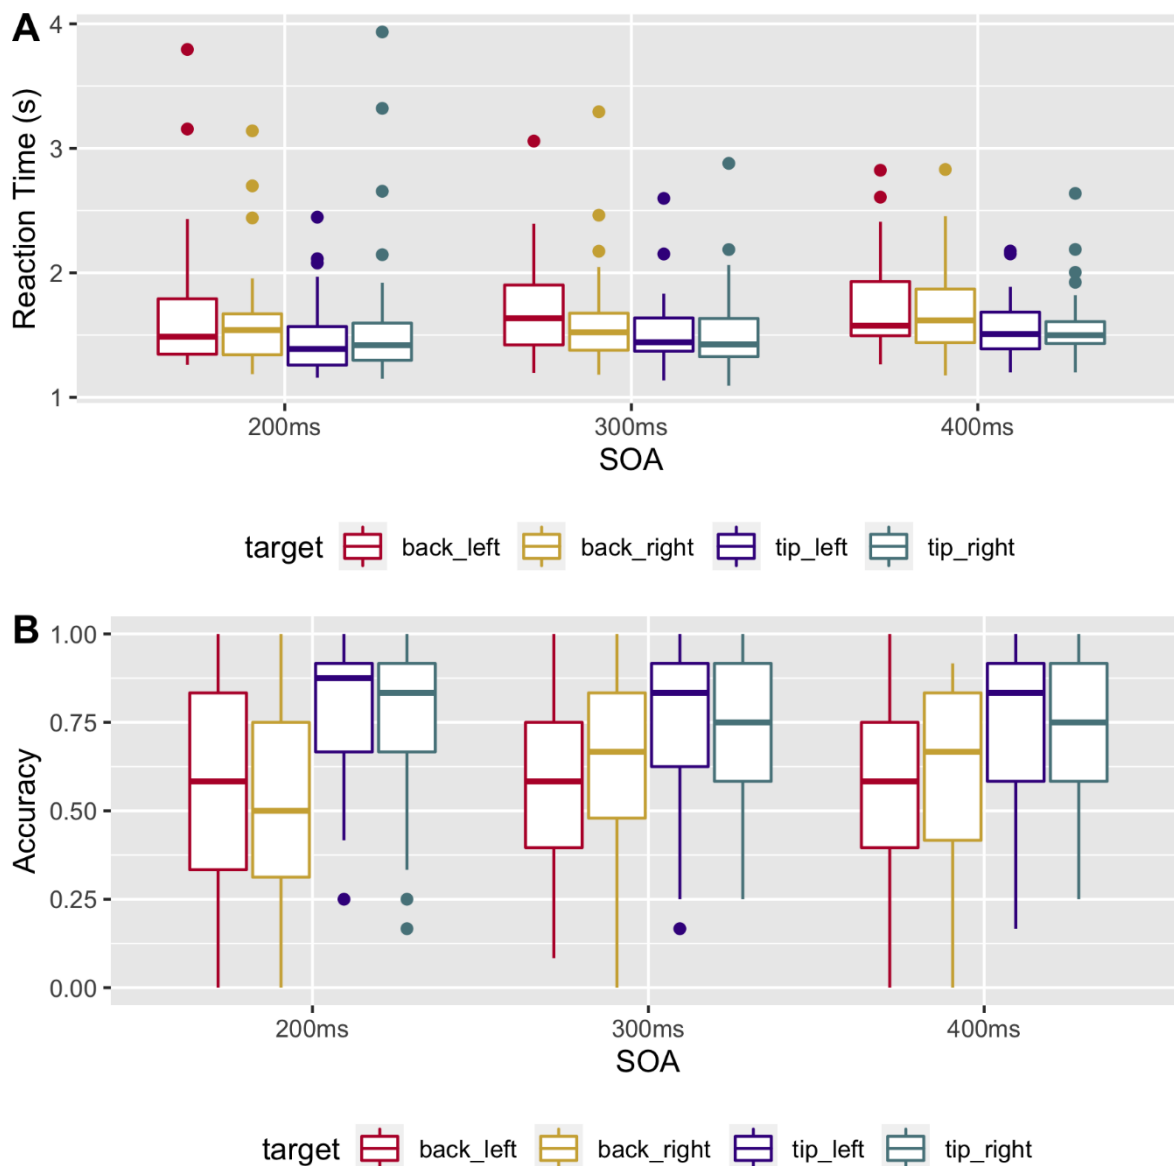 A
4
3
2
1
Reaction Time (s)
200ms 300ms 400ms
SOA
target back_left back_right tip_left tip_right
B
1.00
0.75
0.50
0.25
0.00
Accuracy
200ms 300ms 400ms
SOA
target back_left back_right tip_left tip_right